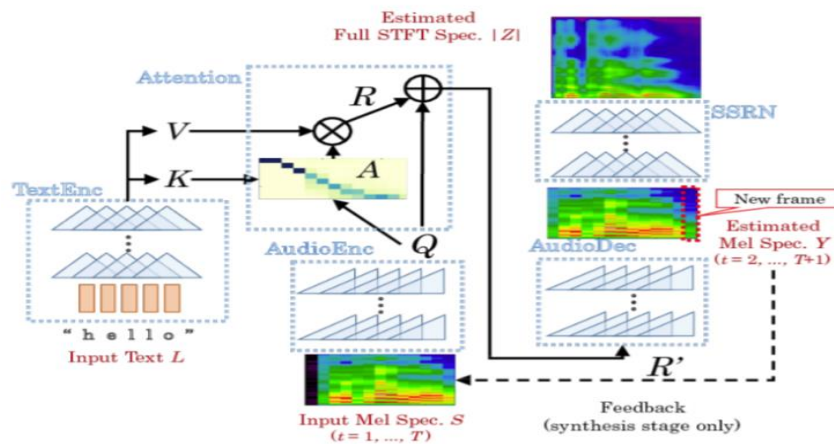 Estimated
Full STFT Spec. |Z|
Attention
R
SSRN
V
A
K
New frame
TextEnc
Q
Estimated
Mel Spec. Y
(t = 2, ..., T+1)
AudioEnc
AudioDec
"hello"
Input Text L
R'
Input Mel Spec. S
(t = 1, ..., T)
Feedback
(synthesis stage only)